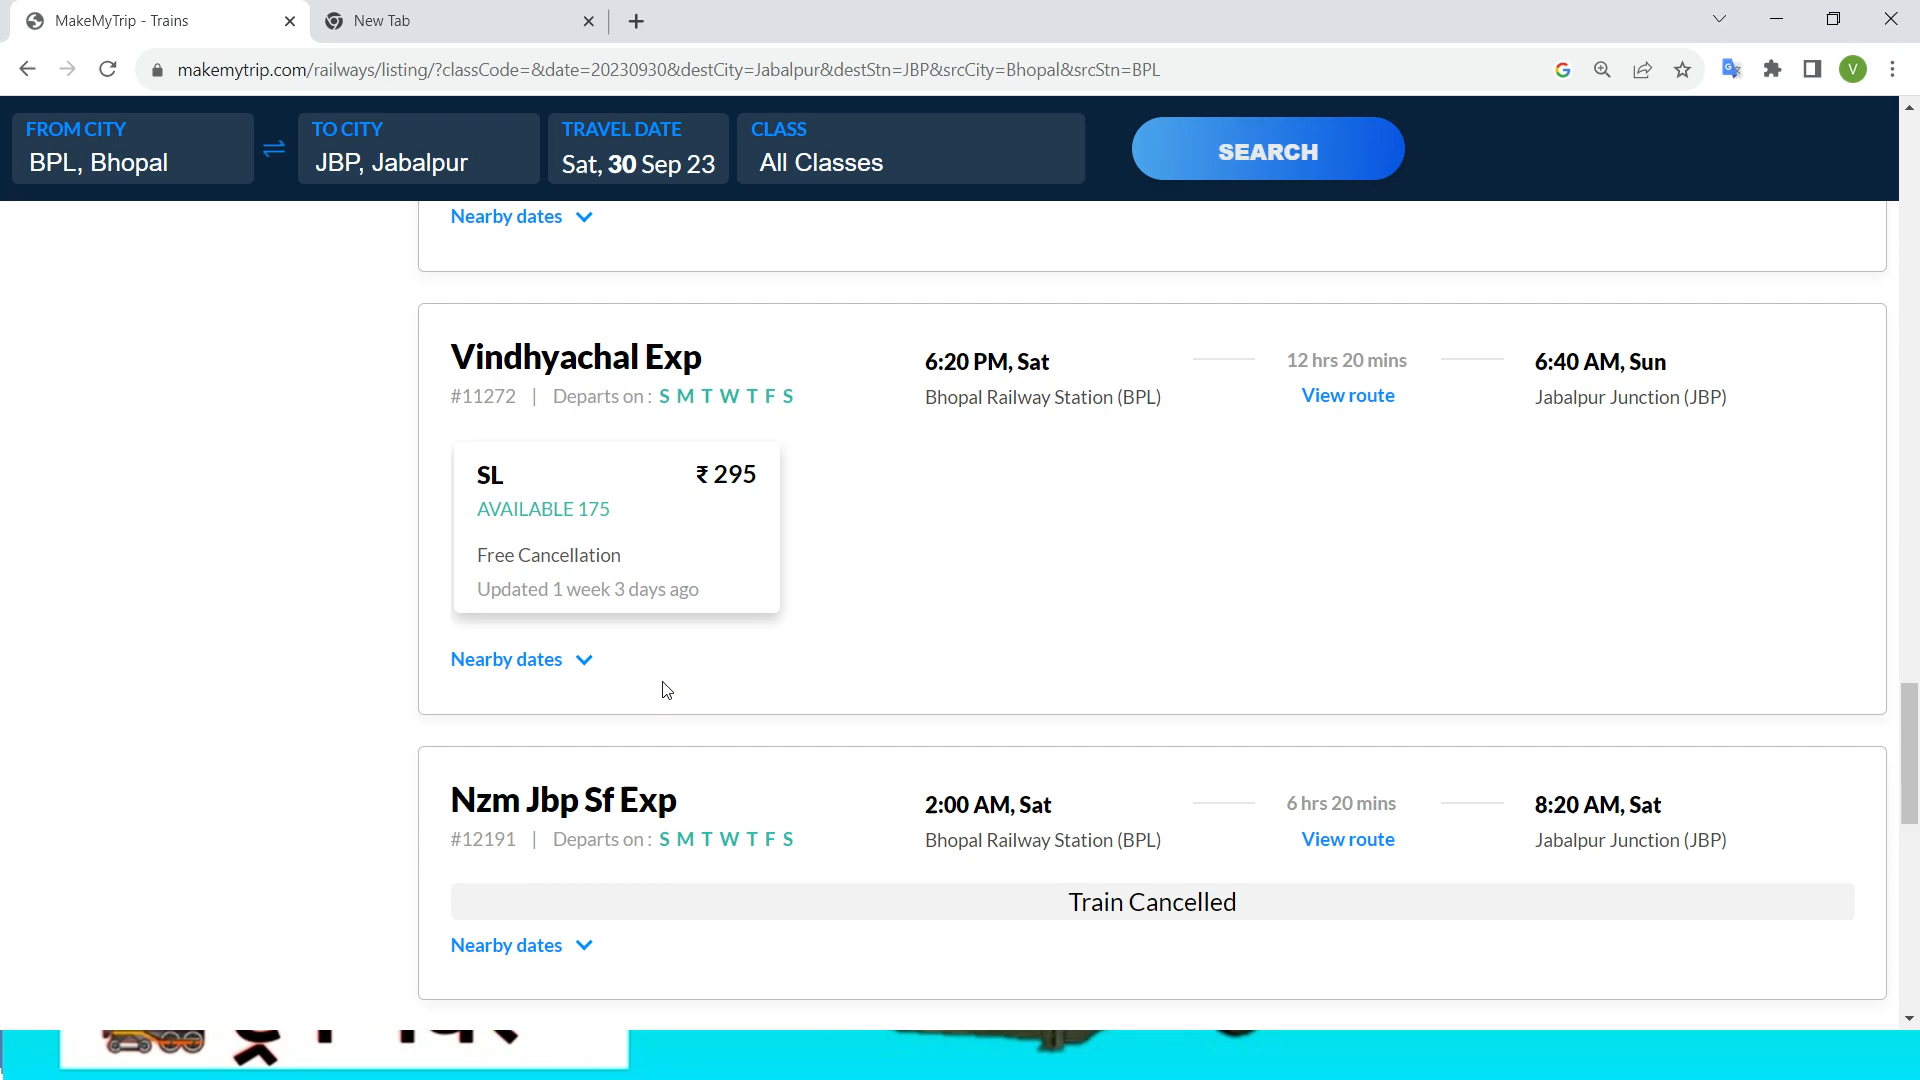 MakeMyTrip - Trains
New Tab
makemytrip.com/railways/listing/?classCode=&date=20230930&destCity=Jabalpur&destStn=JBP&srcCity=Bhopal&srcStn=BPL
V
FROM CITY
BPL, Bhopal
TO CITY
JBP, Jabalpur
TRAVEL DATE
Sat, 30 Sep 23
CLASS
All Classes
SEARCH
Nearby dates
Vindhyachal Exp
#11272 | Departs on : S M T W T F S
6:20 PM, Sat
Bhopal Railway Station (BPL)
12 hrs 20 mins
View route
6:40 AM, Sun
Jabalpur Junction (JBP)
SL
₹ 295
AVAILABLE 175
Free Cancellation
Updated 1 week 3 days ago
Nearby dates
Nzm Jbp Sf Exp
#12191 | Departs on : S M T W T F S
2:00 AM, Sat
Bhopal Railway Station (BPL)
6 hrs 20 mins
View route
8:20 AM, Sat
Jabalpur Junction (JBP)
Train Cancelled
Nearby dates